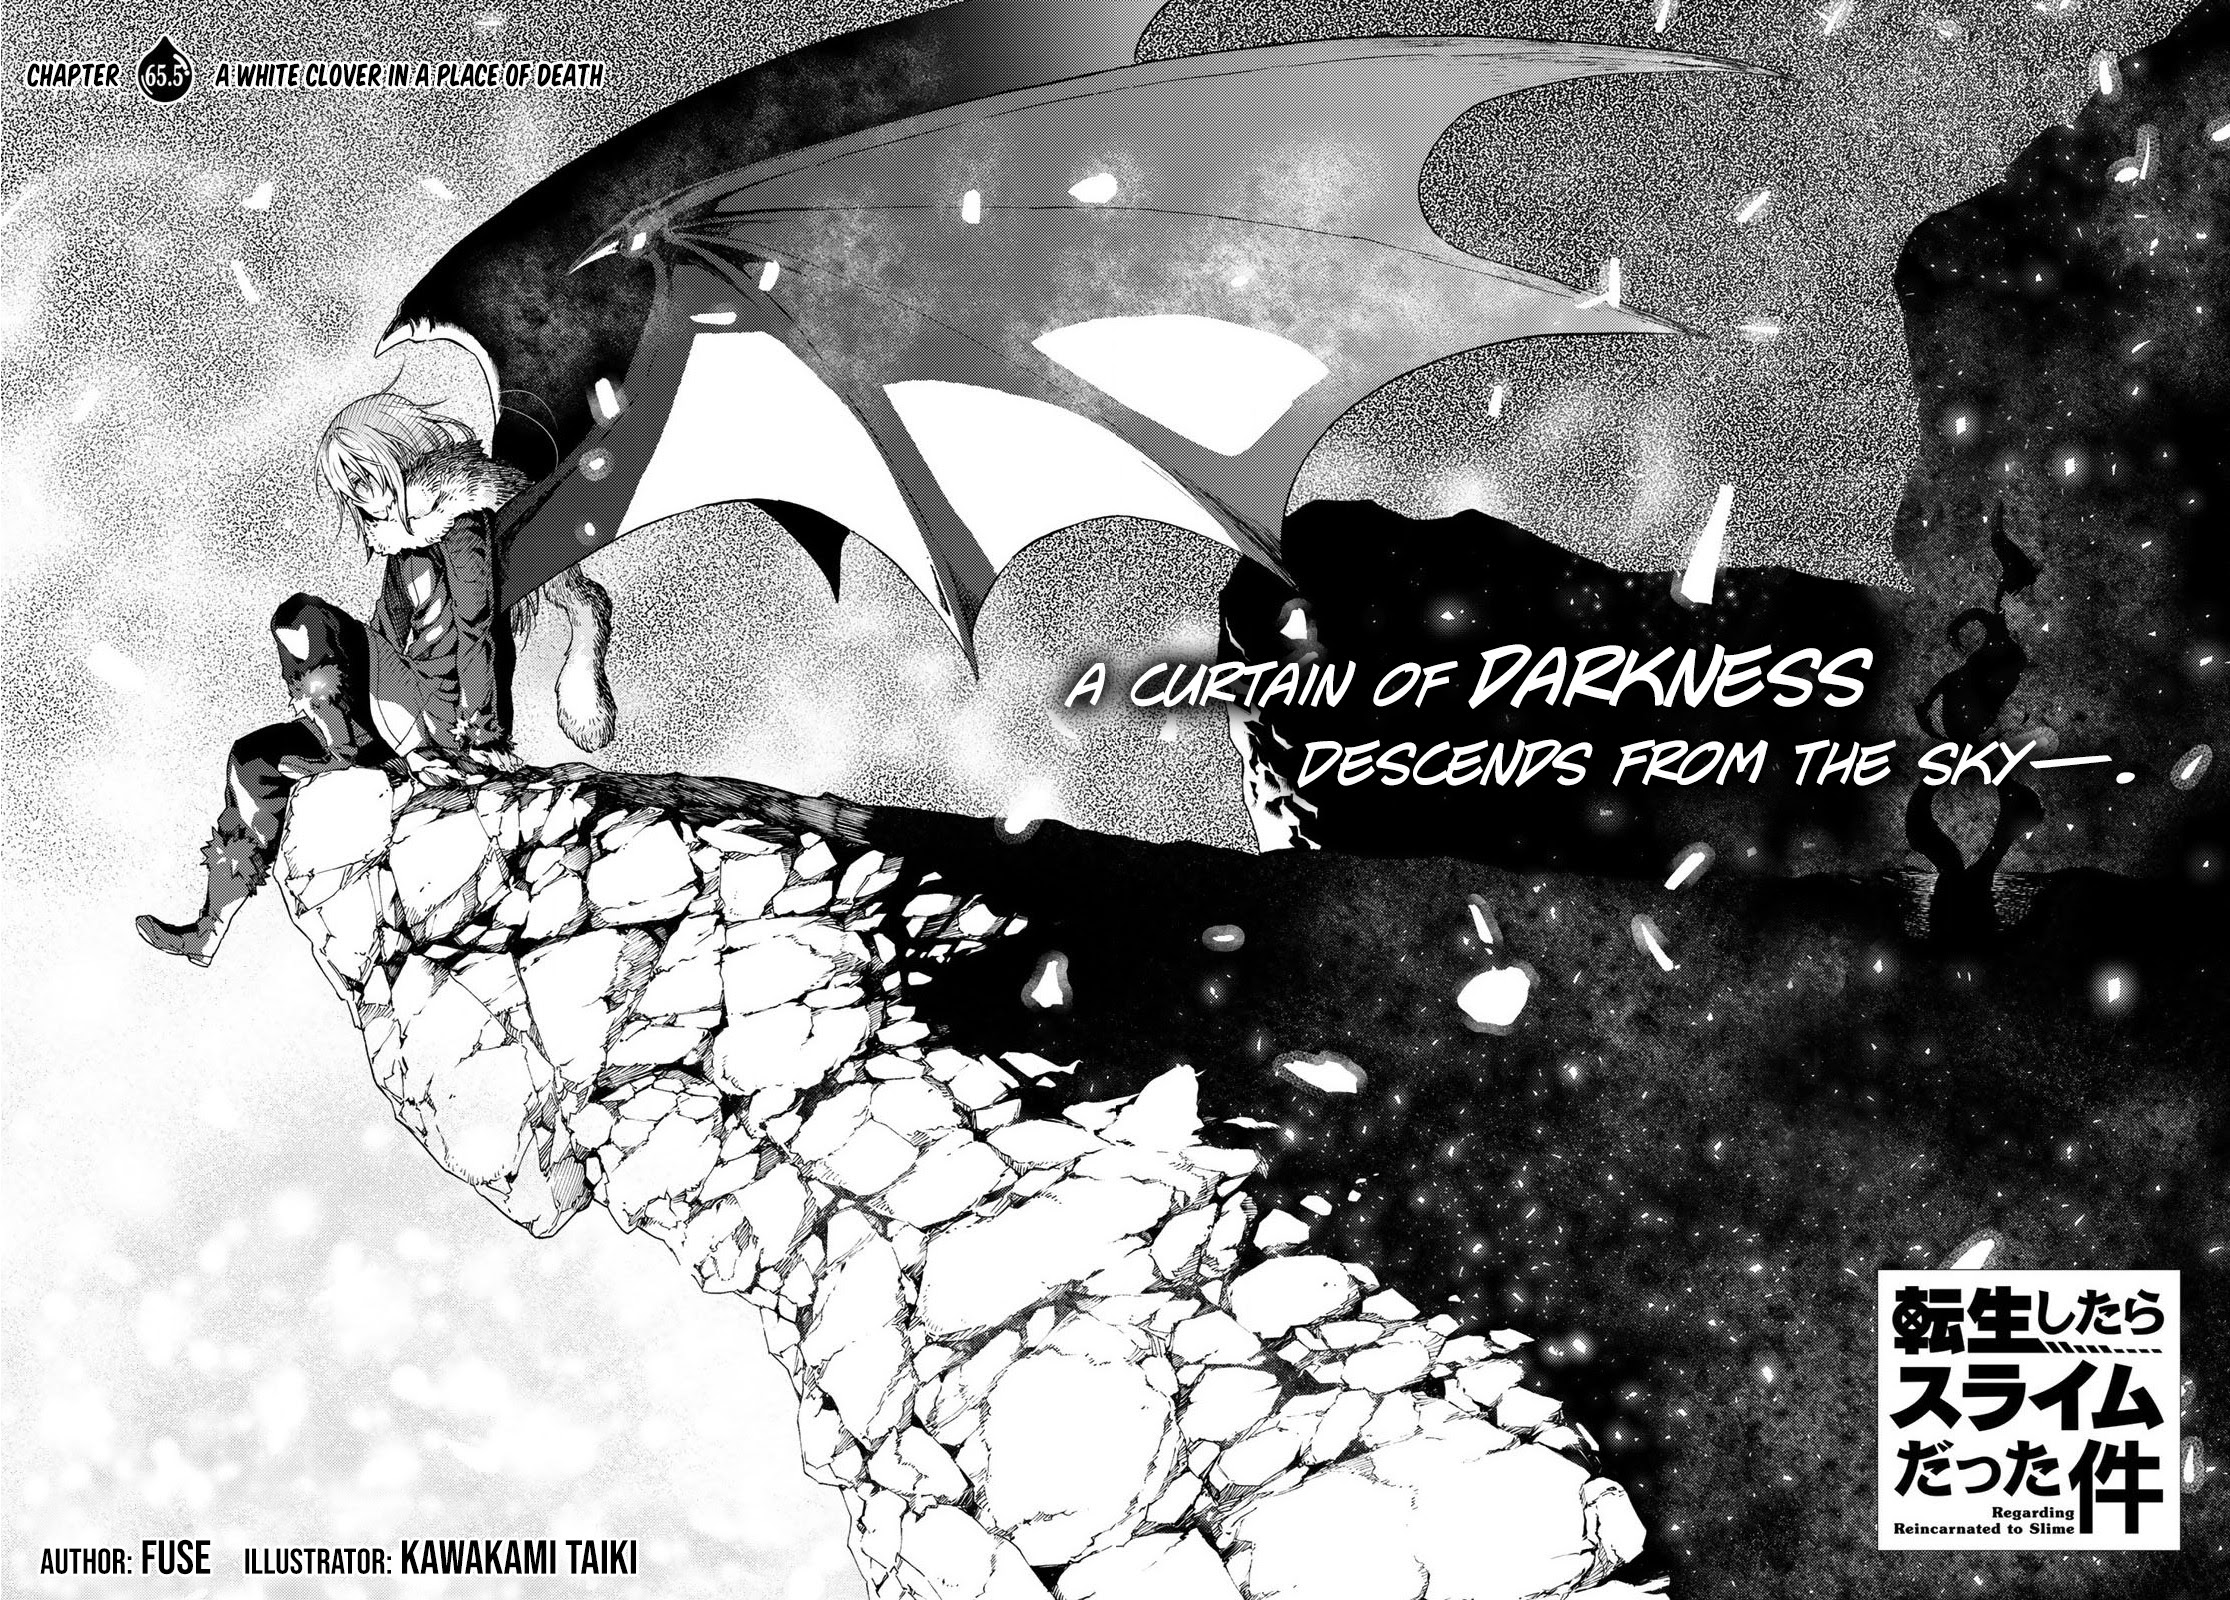 CHAPTER 65.5 A WHITE CLOVER IN A PLACE OF DEATH
A CURTAIN OF DARKNESS
DESCENDS FROM THE SKY—.
転生したら
スライム
だった件
Regarding
Reincarnated to Slime
AUTHOR: FUSE ILLUSTRATOR: KAWAKAMI TAIKI